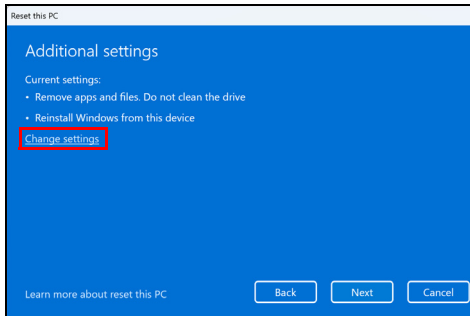 Reset this PC
Additional settings
Current settings:
• Remove apps and files. Do not clean the drive
• Reinstall Windows from this device
Change settings
Learn more about reset this PC
Back
Next
Cancel